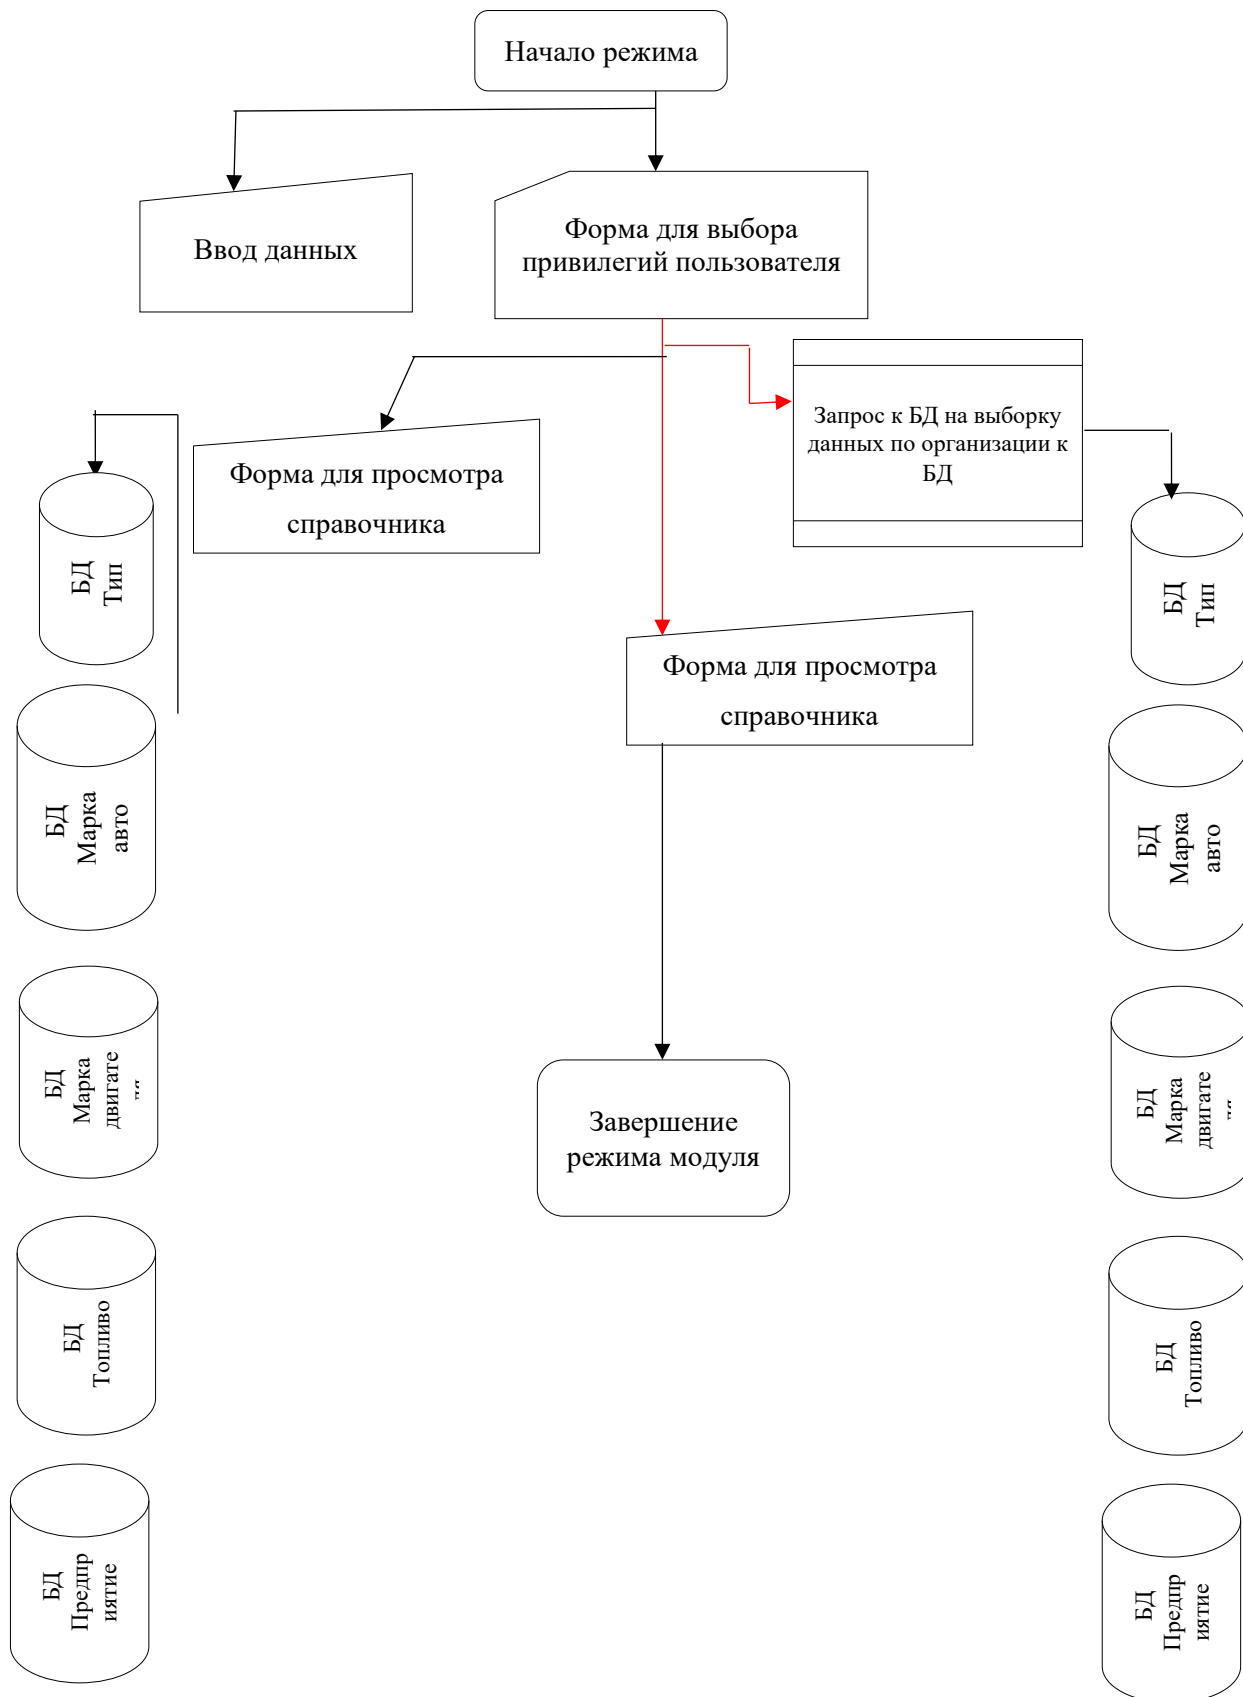 Начало режима
Ввод данных
Форма для выбора
привилегий пользователя
Запрос к БД на выборку
данных по организации к
БД
Форма для просмотра
справочника
БД
Тип
БД
Тип
Форма для просмотра
справочника
БД
Марка
авто
БД
Марка
авто
БД
Марка
двигате
БД
Марка
двигате
Завершение
режима модуля
БД
Топливо
БД
Топливо
БД
Предпр
иятие
БД
Предпр
иятие